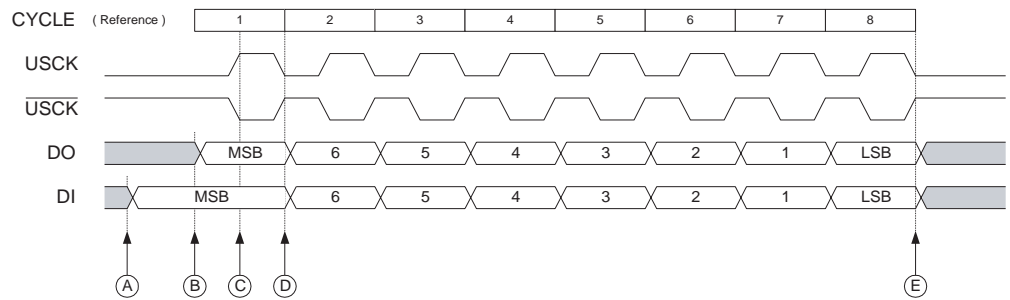 CYCLE ( Reference ) 1 2 3 4 5 6 7 8
USCK
USCK
DO MSB 6 5 4 3 2 1 LSB
DI MSB 6 5 4 3 2 1 LSB
A B C D E